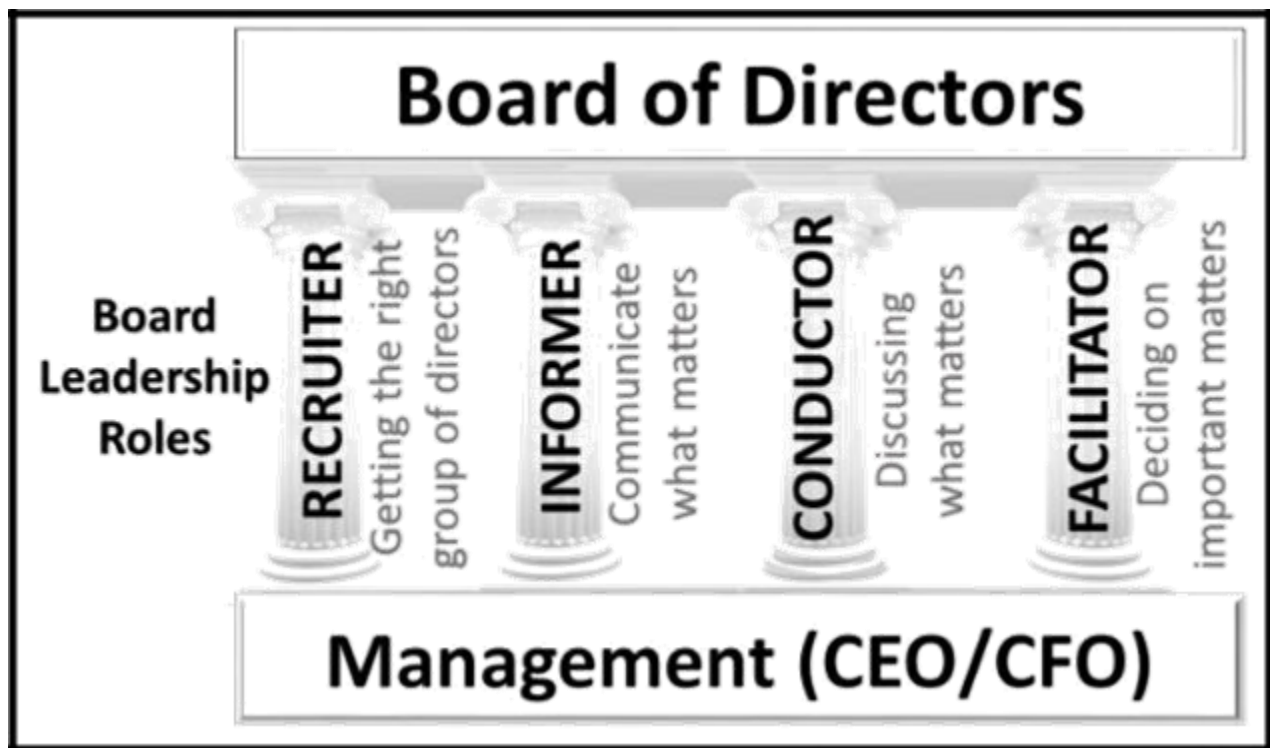 Board of Directors
Board
Leadership
Roles
RECRUITER
Getting the right
group of directors
INFORMER
Communicate
what matters
CONDUCTOR
Discussing
what matters
FACILITATOR
Deciding on
important matters
Management (CEO/CFO)